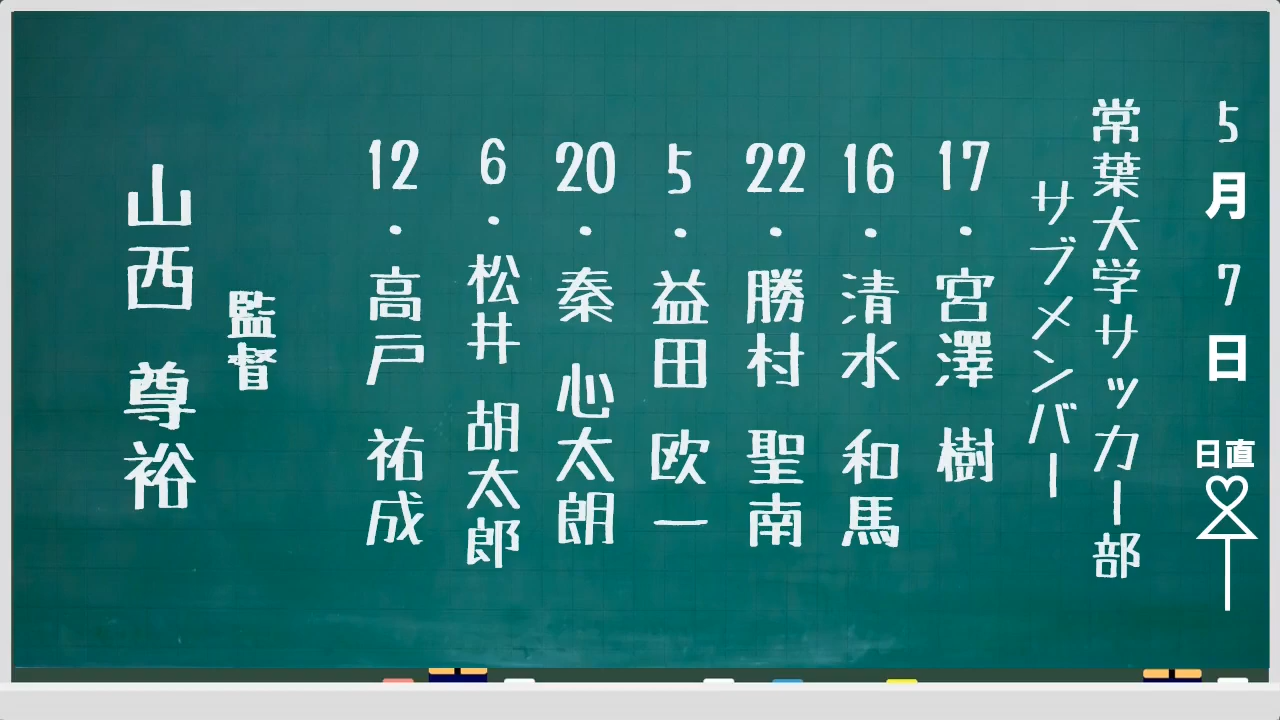 5月7日
日直
常葉大学サッカー部
サブメンバー
17・宮澤 樹
16・清水 和馬
22・勝村 聖南
5・益田 欧一
20・秦 心太朗
6・松井 胡太郎
12・高戸 祐成
監督
山西 尊裕